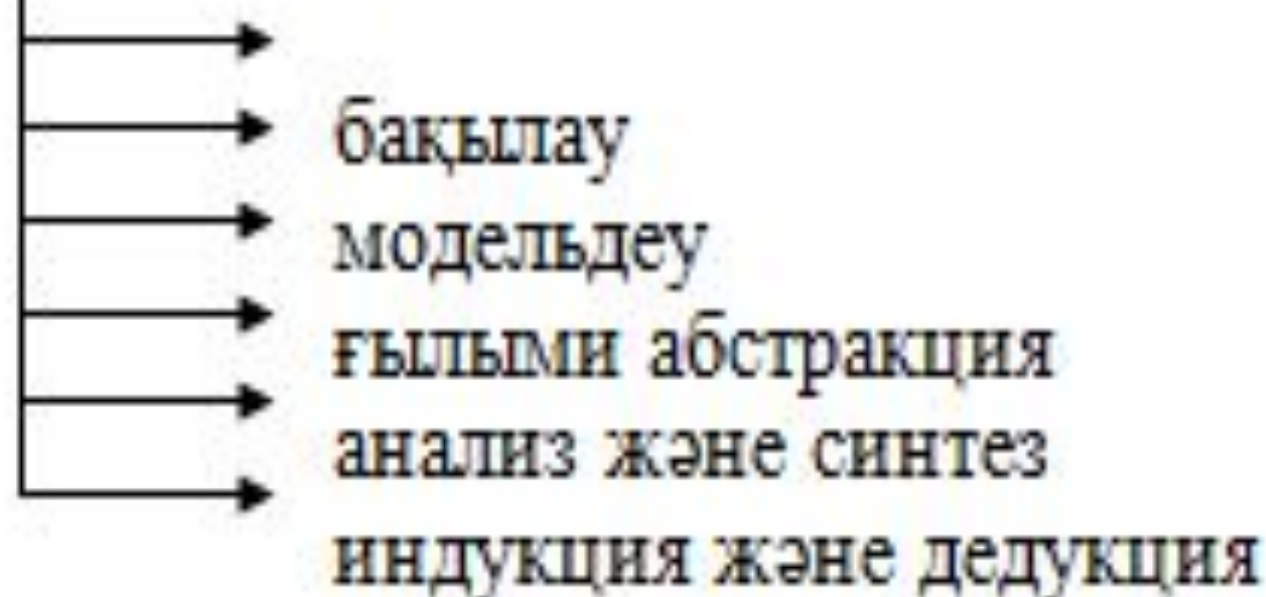 бақылау
модельдеу
ғылыми абстракция
анализ және синтез
индукция және дедукция